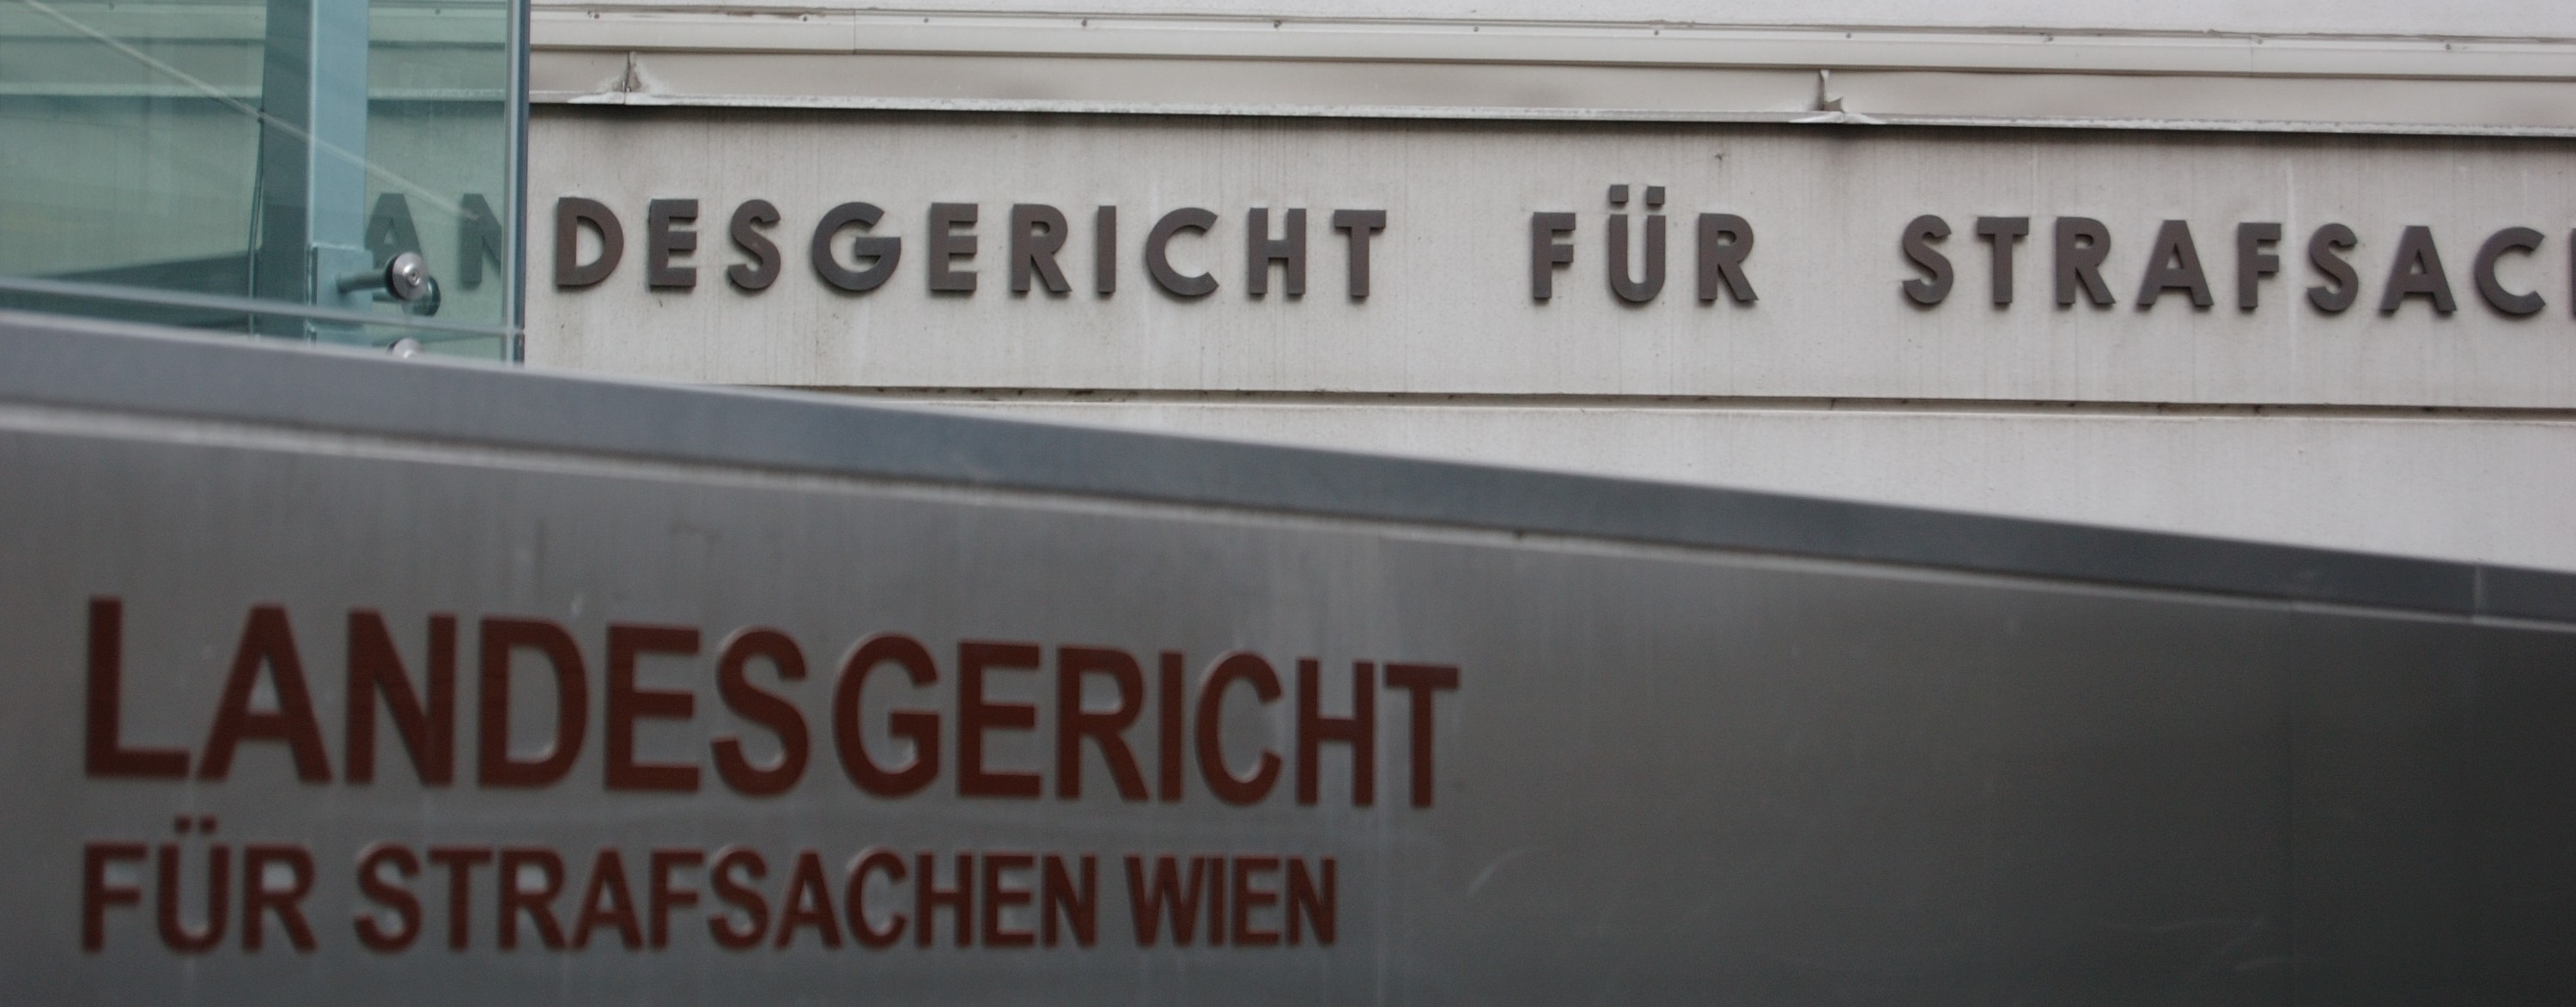 ANDESGERICHT FÜR STRAFSAC
LANDESGERICHT
FÜR STRAFSACHEN WIEN